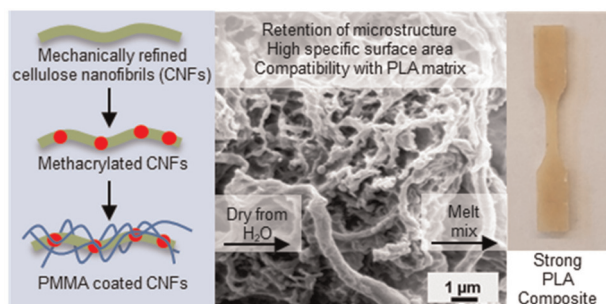 Mechanically refined
cellulose nanofibrils (CNFs)
Methacrylated CNFs
PMMA coated CNFs
Retention of microstructure
High specific surface area
Compatibility with PLA matrix
Dry from
H₂O
Melt
mix
1 µm
Strong
PLA
Composite